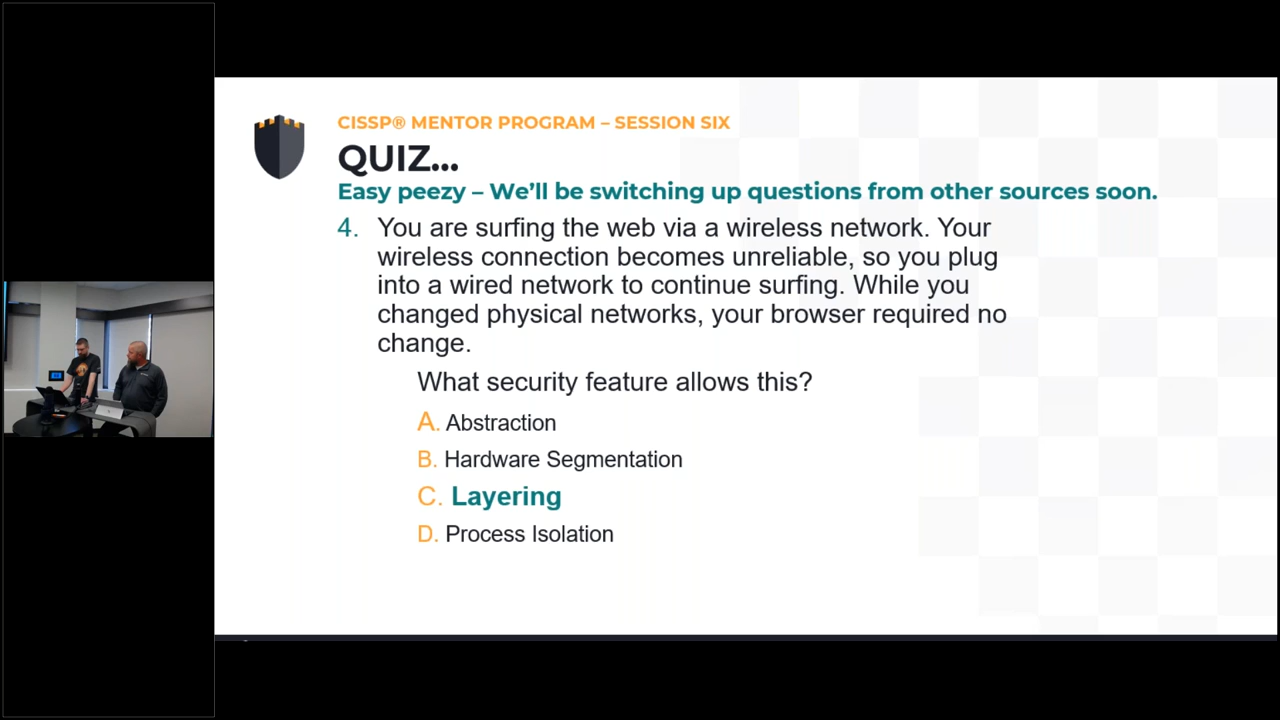 CISSP® MENTOR PROGRAM – SESSION SIX
QUIZ...
Easy peezy – We'll be switching up questions from other sources soon.
4. You are surfing the web via a wireless network. Your
wireless connection becomes unreliable, so you plug
into a wired network to continue surfing. While you
changed physical networks, your browser required no
change.
What security feature allows this?
A. Abstraction
B. Hardware Segmentation
C. Layering
D. Process Isolation